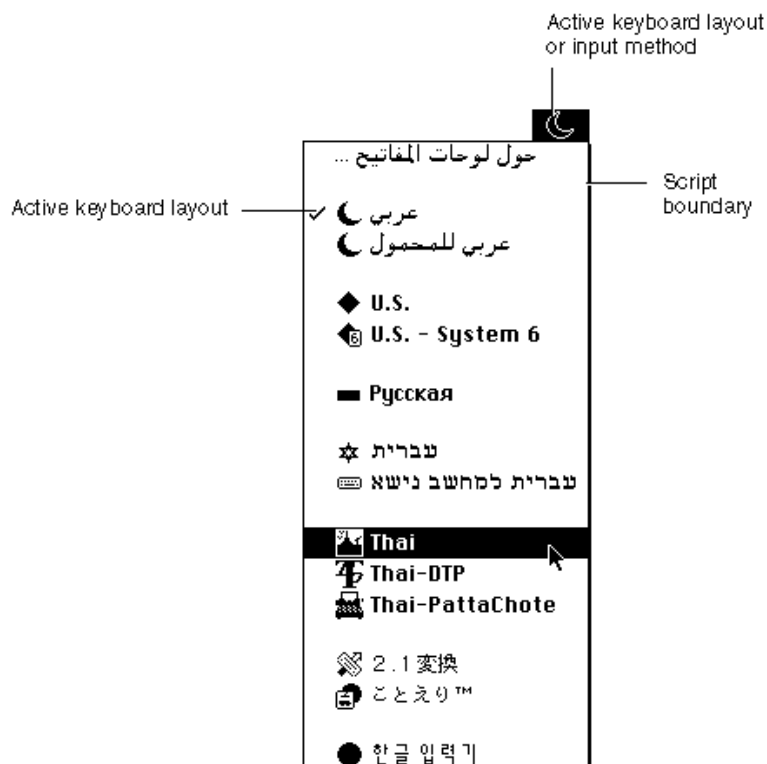 Active keyboard layout
or input method
حول لوحات المفاتيح ...
Script
boundary
Active keyboard layout
عربي
عربي للمحمول
U.S.
U.S. - System 6
Русская
עברית
עברית למחשב נישא
Thai
Thai-DTP
Thai-PattaChote
2.1変換
ことえり™
한글 입력기